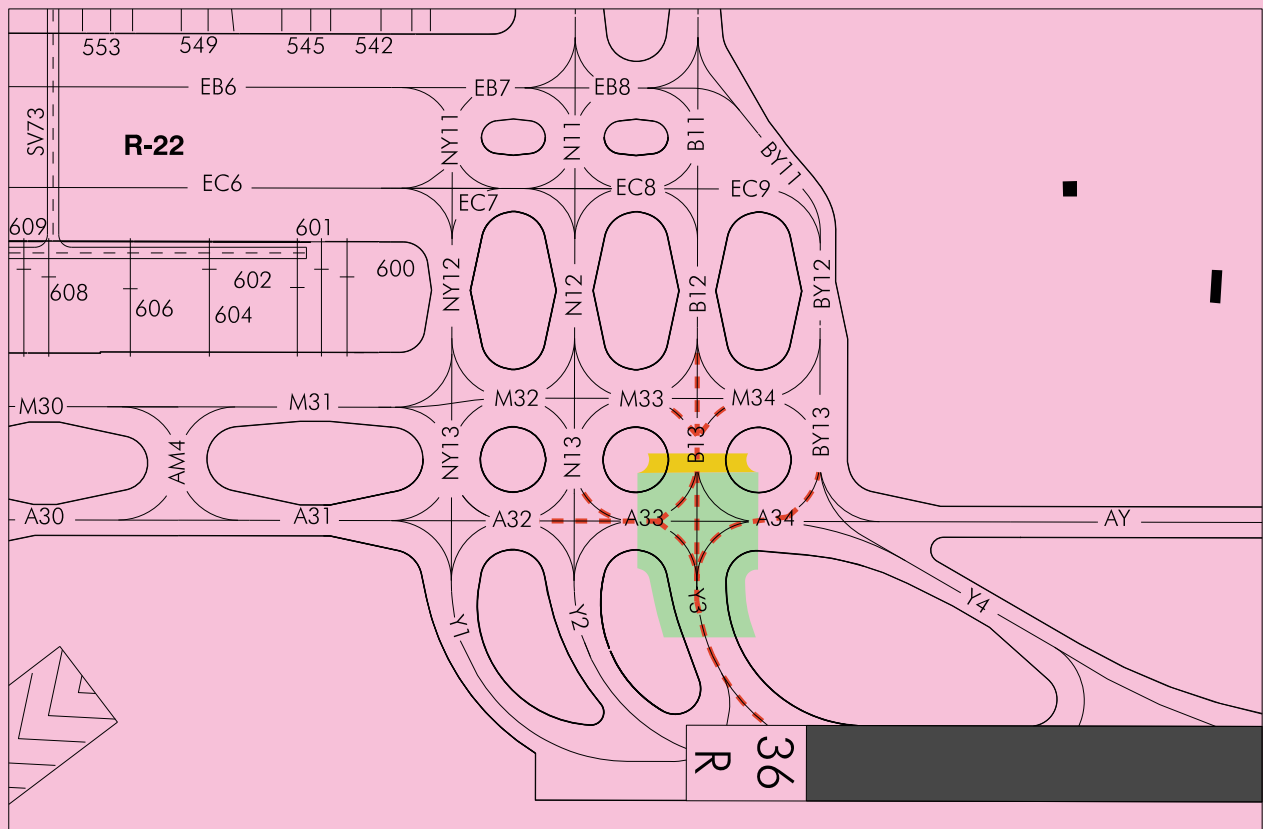 553 549 545 542
EB6 EB7 EB8
SV73 R-22 NY11 N11 B11 BY11
EC6 EC7 EC8 EC9
609 601
608 606 604 602 600
NY12 N12 B12 BY12
M30 M31 M32 M33 M34
AM4 NY13 N13 B13 BY13
A30 A31 A32 A33 A34 AY
Y1 Y2 Y3 Y4
36
R